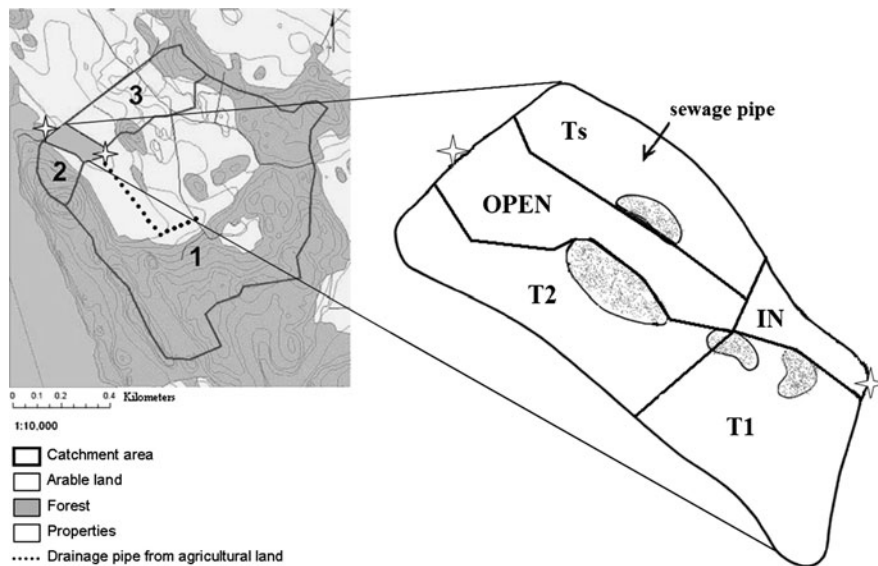 3
2
1
0 0.1 0.2 0.4 Kilometers
1:10,000
Catchment area
Arable land
Forest
Properties
Drainage pipe from agricultural land
sewage pipe
Ts
OPEN
T2
IN
T1